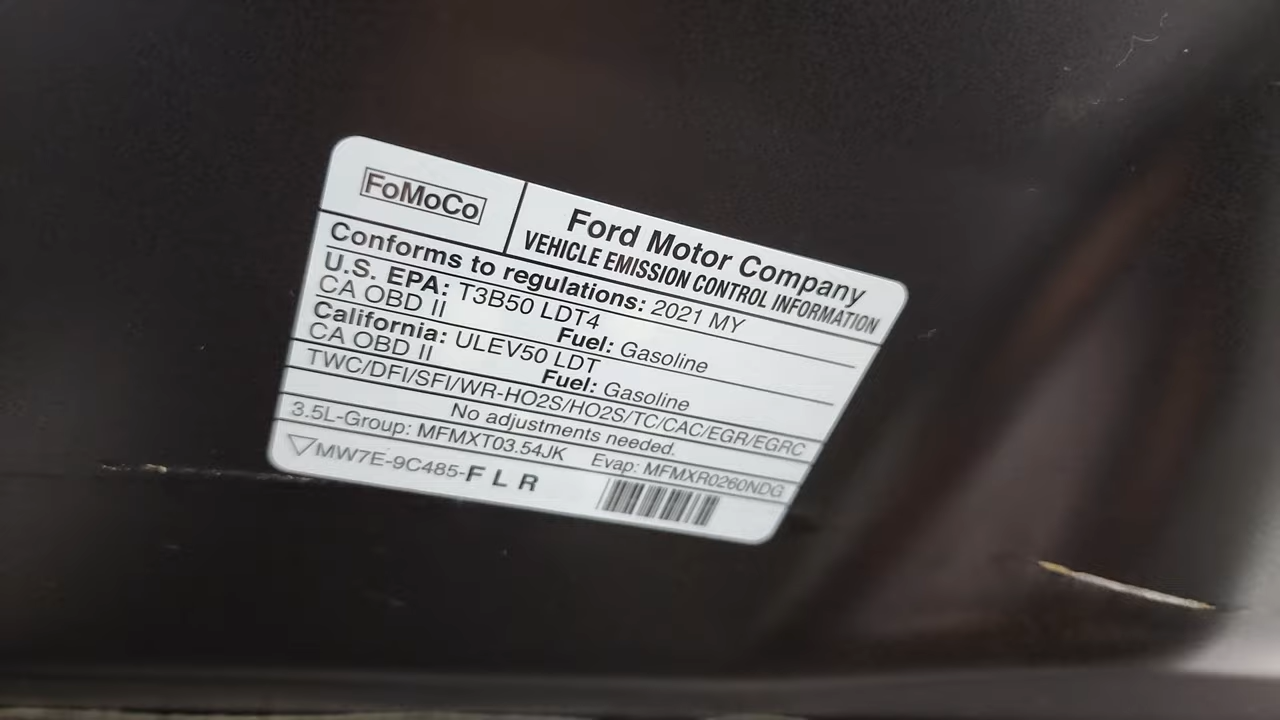 FoMoCo
Ford Motor Company
VEHICLE EMISSION CONTROL INFORMATION
Conforms to regulations: 2021 MY
U.S. EPA: T3B50 LDT4
CA OBD II Fuel: Gasoline
California: ULEV50 LDT
CA OBD II Fuel: Gasoline
TWC/DFI/SFI/WR-HO2S/HO2S/TC/CAC/EGR/EGRC
No adjustments needed.
3.5L-Group: MFMXT03.54JK Evap: MFMXR0260NDG
MW7E-9C485-F L R